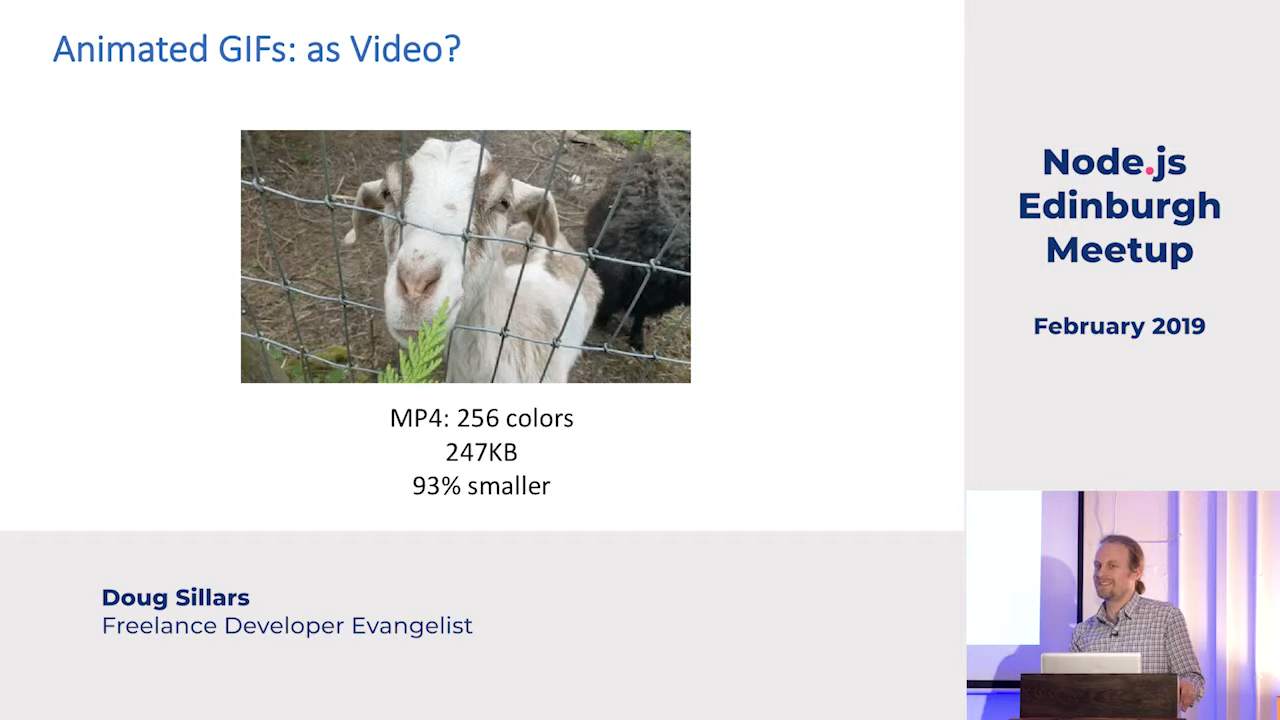 Animated GIFs: as Video?
MP4: 256 colors
247KB
93% smaller
Node.js
Edinburgh
Meetup
February 2019
Doug Sillars
Freelance Developer Evangelist